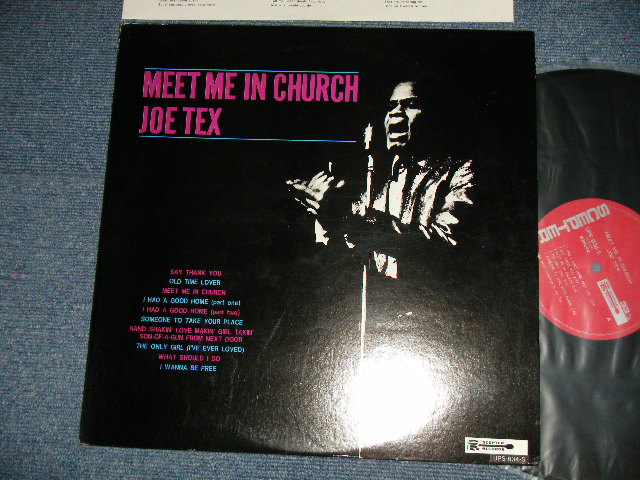 MEET ME IN CHURCH
JOE TEX
SAY THANK YOU
OLD TIME LOVER
MEET ME IN CHURCH
I HAD A GOOD HOME (part one)
I HAD A GOOD HOME (part two)
SOMEONE TO TAKE YOUR PLACE
HAND SHAKIN' LOVE MAKIN' GIRL TAKIN'
SON-OF-A-GUN FROM NEXT DOOR
THE ONLY GIRL (I'VE EVER LOVED)
WHAT SHOULD I DO
I WANNA BE FREE
SCEPTER
RECORDS
UPS-834-S